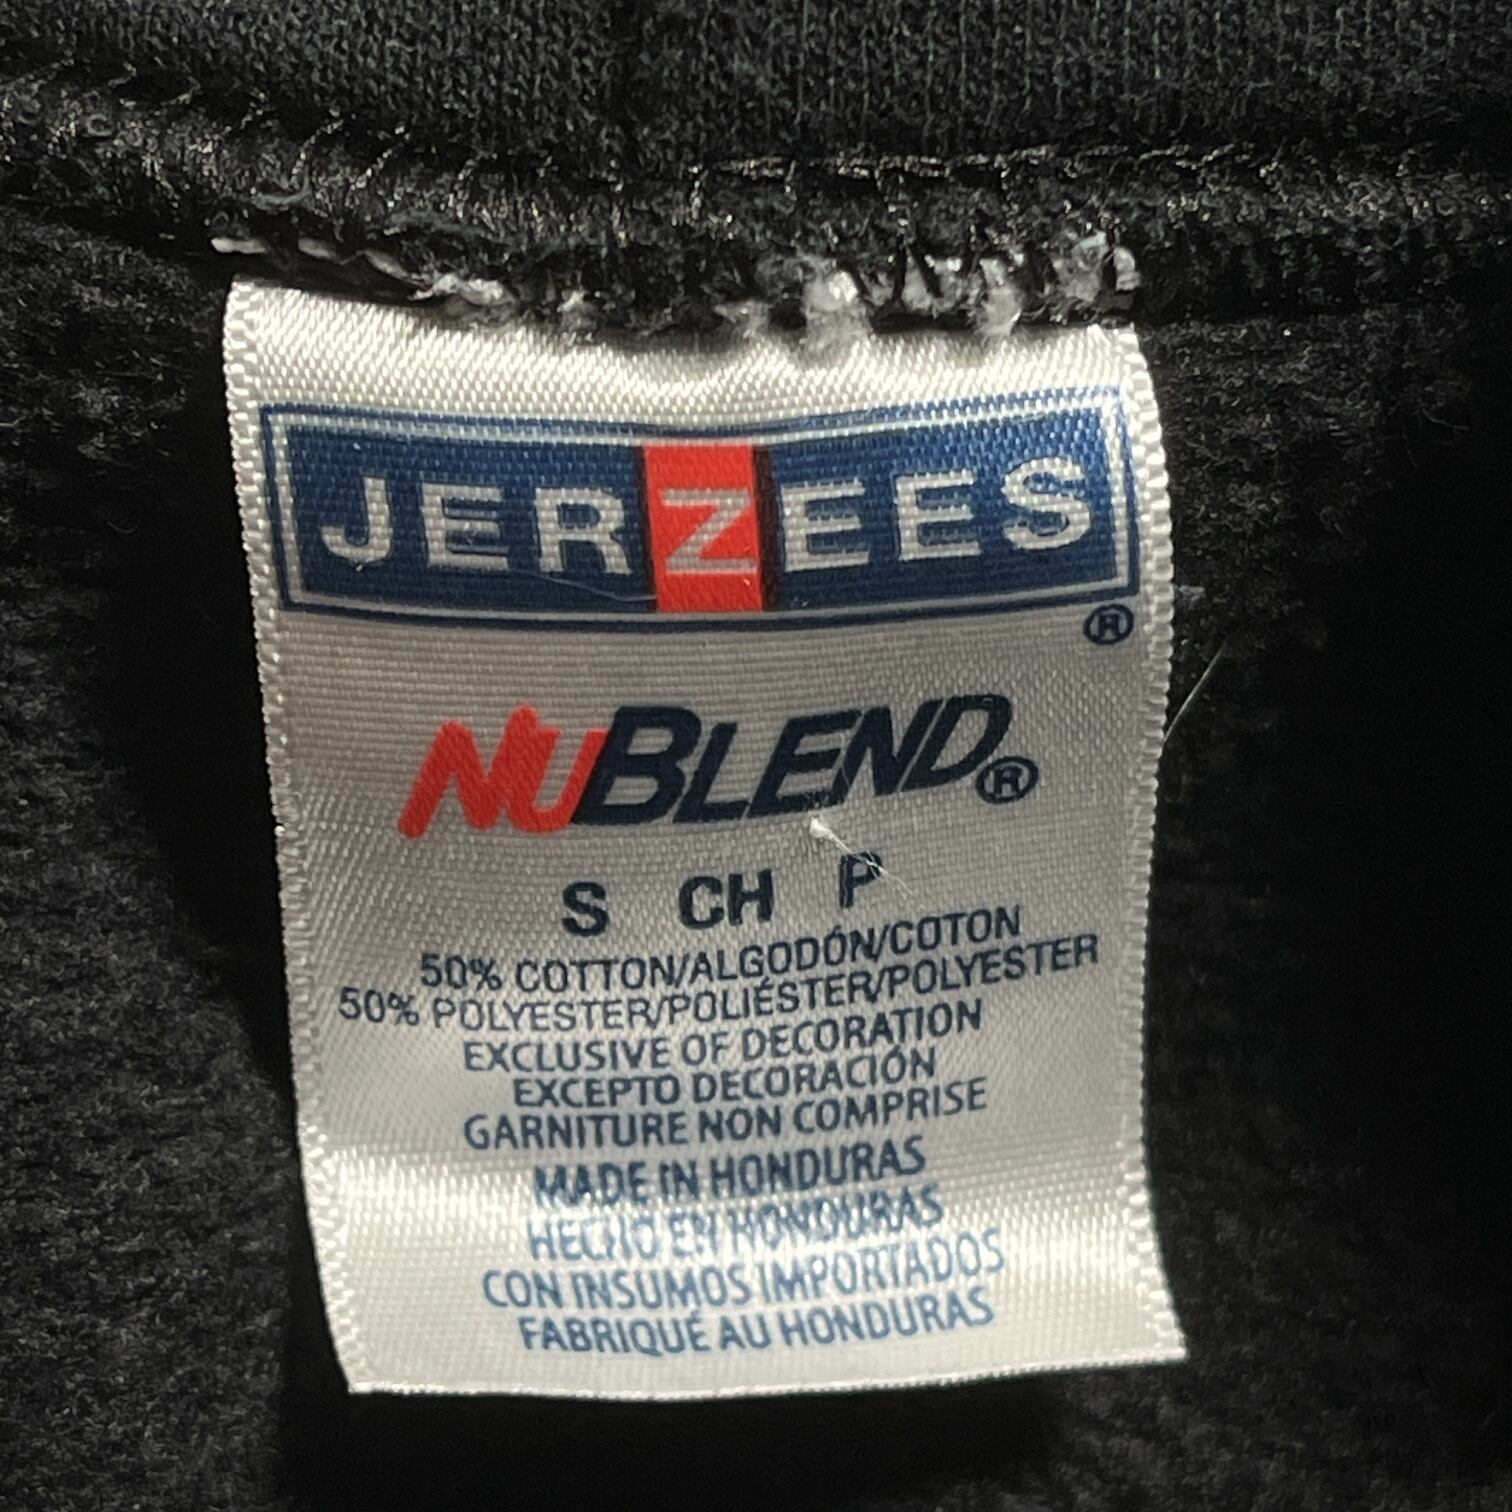 JERZEES®
NUBLEND®
S CH P
50% COTTON/ALGODÓN/COTON
50% POLYESTER/POLIÉSTER/POLYESTER
EXCLUSIVE OF DECORATION
EXCEPTO DECORACIÓN
GARNITURE NON COMPRISE
MADE IN HONDURAS
HECHO EN HONDURAS
CON INSUMOS IMPORTADOS
FABRIQUÉ AU HONDURAS